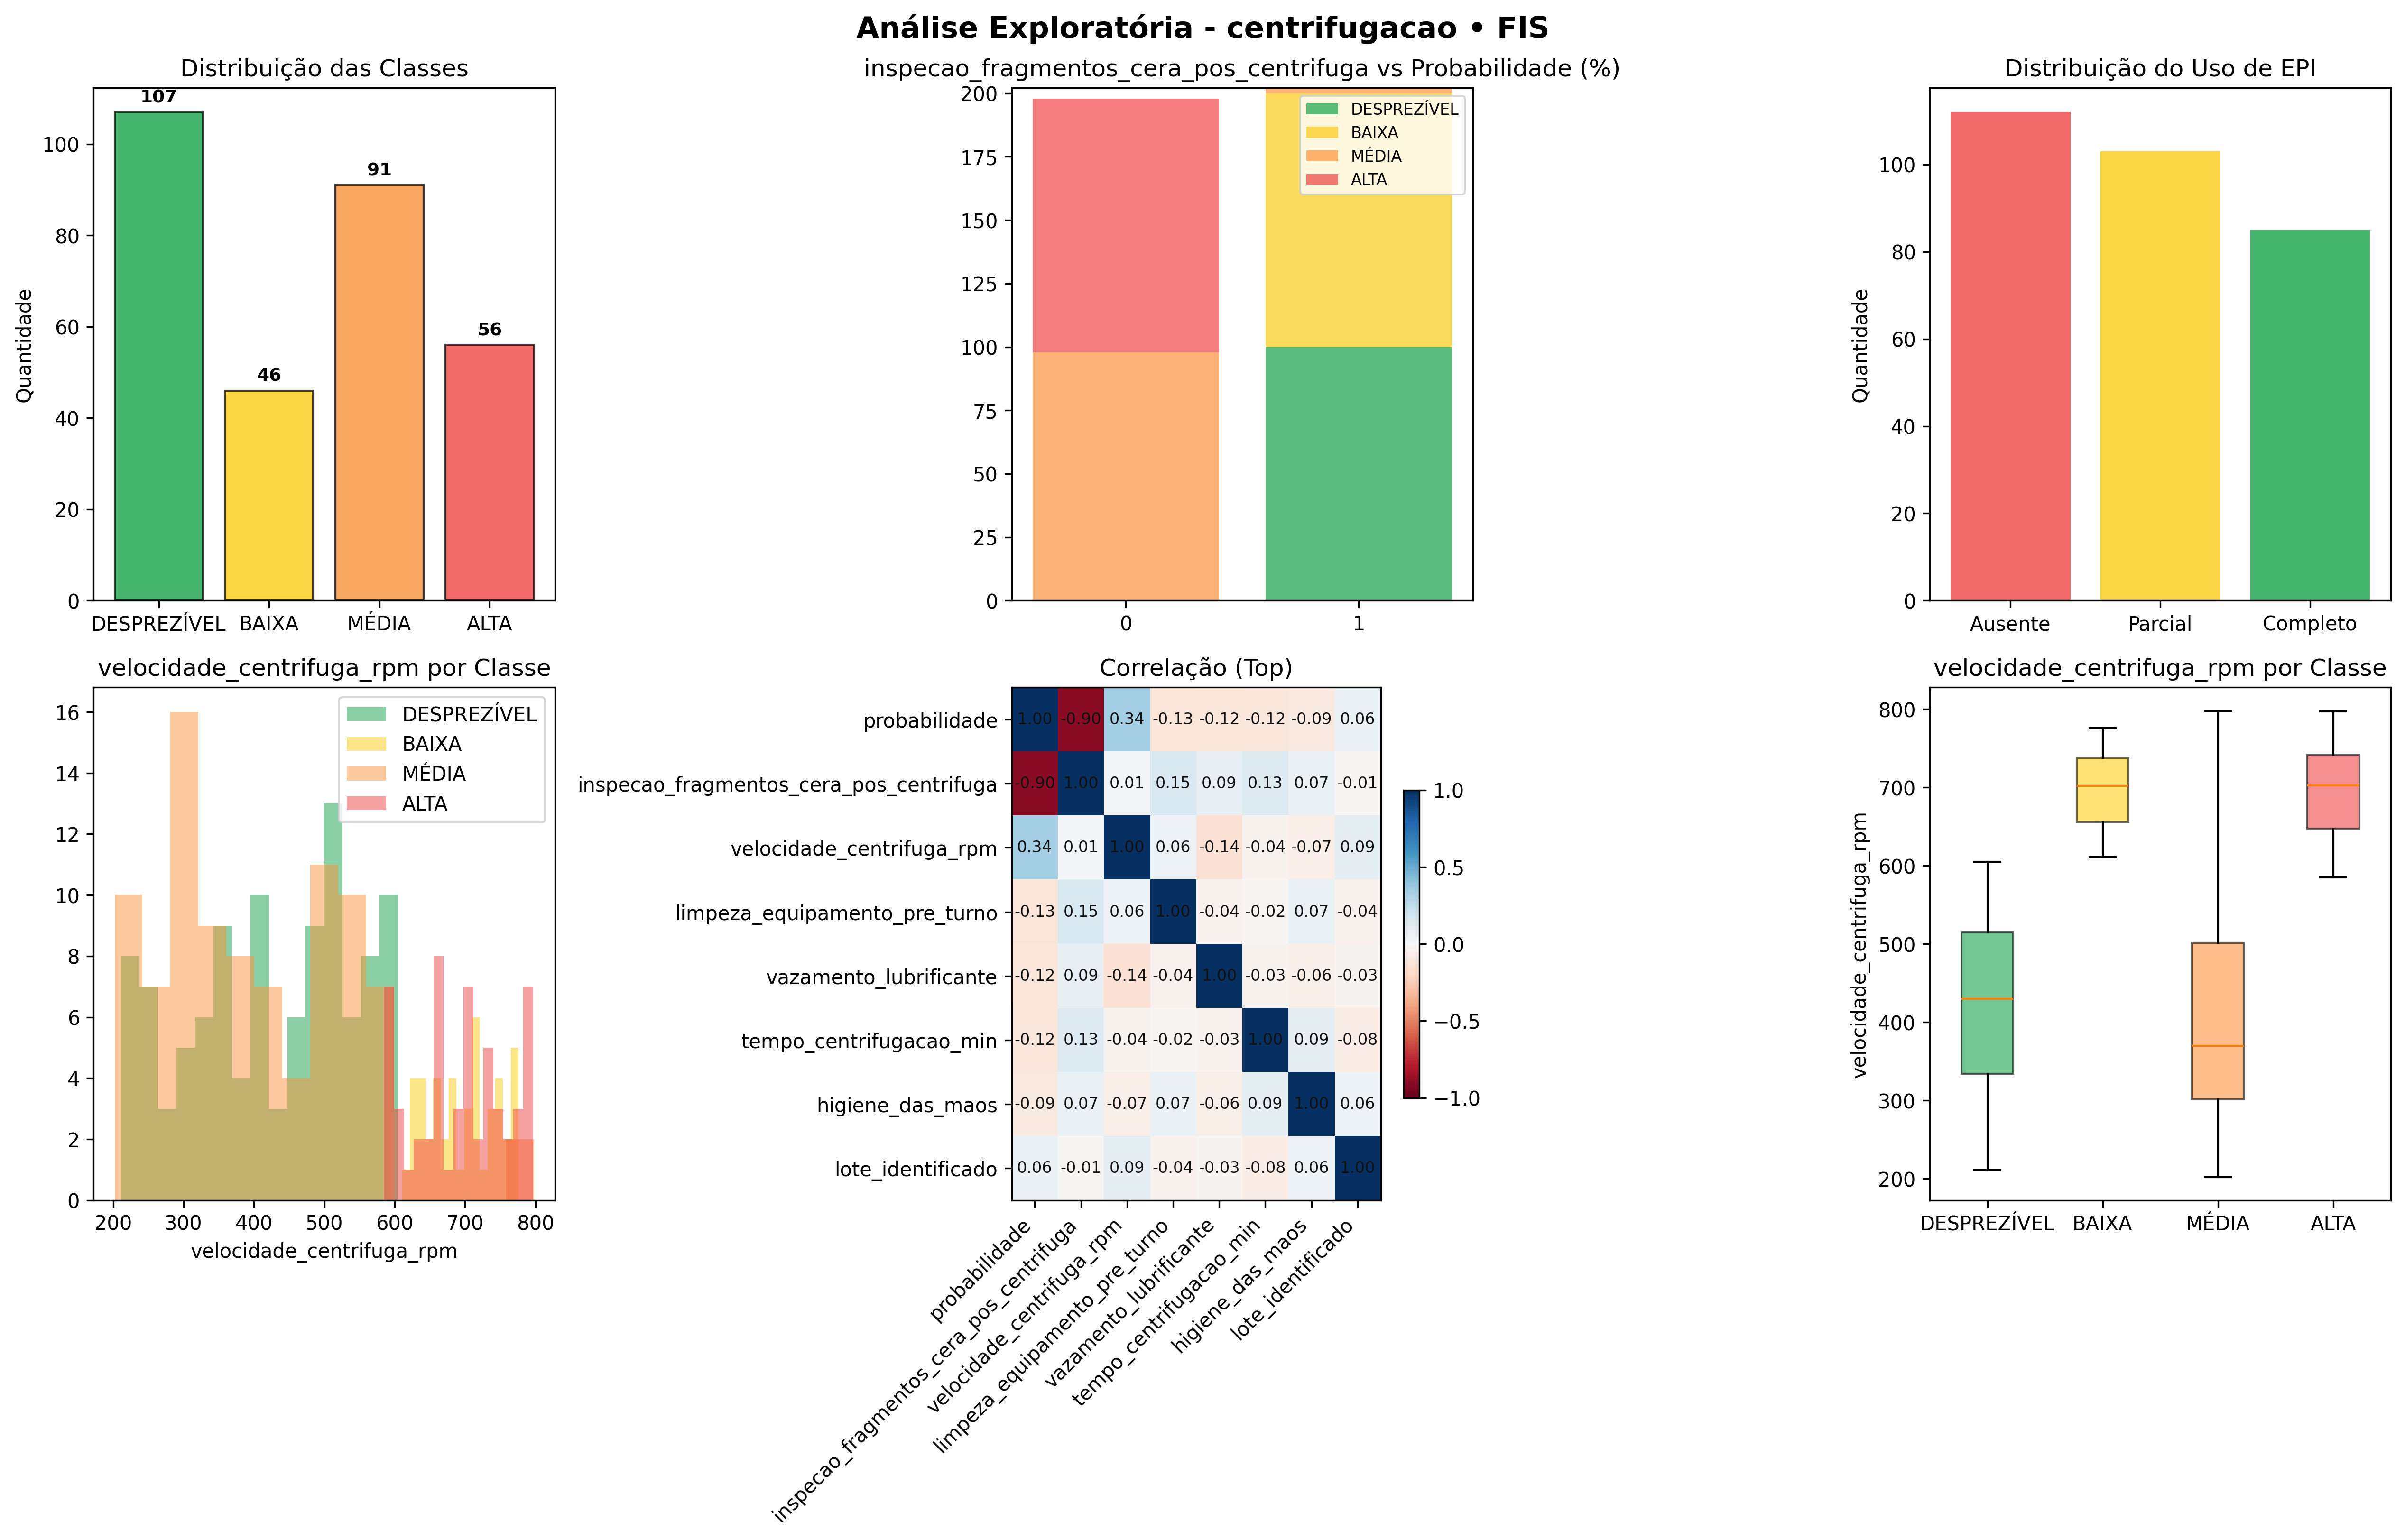 Análise Exploratória - centrifugacao • FIS
Distribuição das Classes
Quantidade
100
80
60
40
20
0
107
46
91
56
DESPREZÍVEL
BAIXA
MÉDIA
ALTA
inspecao_fragmentos_cera_pos_centrifuga vs Probabilidade (%)
200
175
150
125
100
75
50
25
0
DESPREZÍVEL
BAIXA
MÉDIA
ALTA
0
1
Distribuição do Uso de EPI
Quantidade
100
80
60
40
20
0
Ausente
Parcial
Completo
velocidade_centrifuga_rpm por Classe
16
14
12
10
8
6
4
2
0
DESPREZÍVEL
BAIXA
MÉDIA
ALTA
200 300 400 500 600 700 800
velocidade_centrifuga_rpm
Correlação (Top)
probabilidade 1.00 -0.90 0.34 -0.13 -0.12 -0.12 -0.09 0.06
inspecao_fragmentos_cera_pos_centrifuga -0.90 1.00 0.01 0.15 0.09 0.13 0.07 -0.01
velocidade_centrifuga_rpm 0.34 0.01 1.00 0.06 -0.14 -0.04 -0.07 0.09
limpeza_equipamento_pre_turno -0.13 0.15 0.06 1.00 -0.04 -0.02 0.07 -0.04
vazamento_lubrificante -0.12 0.09 -0.14 -0.04 1.00 -0.03 -0.06 -0.03
tempo_centrifugacao_min -0.12 0.13 -0.04 -0.02 -0.03 1.00 0.09 -0.08
higiene_das_maos -0.09 0.07 -0.07 0.07 -0.06 0.09 1.00 0.06
lote_identificado 0.06 -0.01 0.09 -0.04 -0.03 -0.08 0.06 1.00
probabilidade
inspecao_fragmentos_cera_pos_centrifuga
velocidade_centrifuga_rpm
limpeza_equipamento_pre_turno
vazamento_lubrificante
tempo_centrifugacao_min
higiene_das_maos
lote_identificado
1.0
0.5
0.0
−0.5
−1.0
velocidade_centrifuga_rpm por Classe
velocidade_centrifuga_rpm
800
700
600
500
400
300
200
DESPREZÍVEL
BAIXA
MÉDIA
ALTA